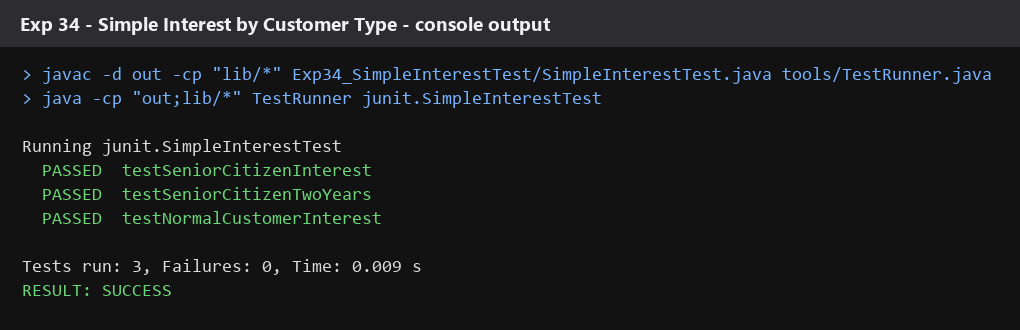 Exp 34 - Simple Interest by Customer Type - console output
> javac -d out -cp "lib/*" Exp34_SimpleInterestTest/SimpleInterestTest.java tools/TestRunner.java
> java -cp "out;lib/*" TestRunner junit.SimpleInterestTest
Running junit.SimpleInterestTest
PASSED testSeniorCitizenInterest
PASSED testSeniorCitizenTwoYears
PASSED testNormalCustomerInterest
Tests run: 3, Failures: 0, Time: 0.009 s
RESULT: SUCCESS